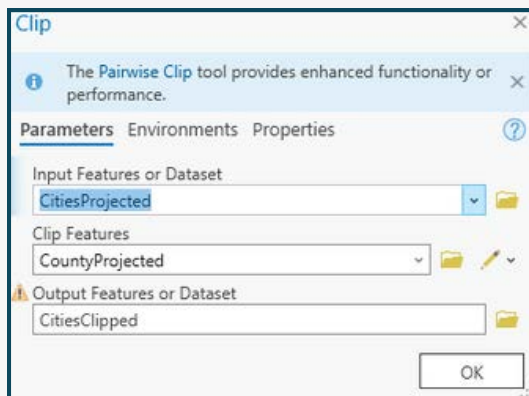 Clip
The Pairwise Clip tool provides enhanced functionality or
performance.
Parameters Environments Properties
Input Features or Dataset
CitiesProjected
Clip Features
CountyProjected
Output Features or Dataset
CitiesClipped
OK